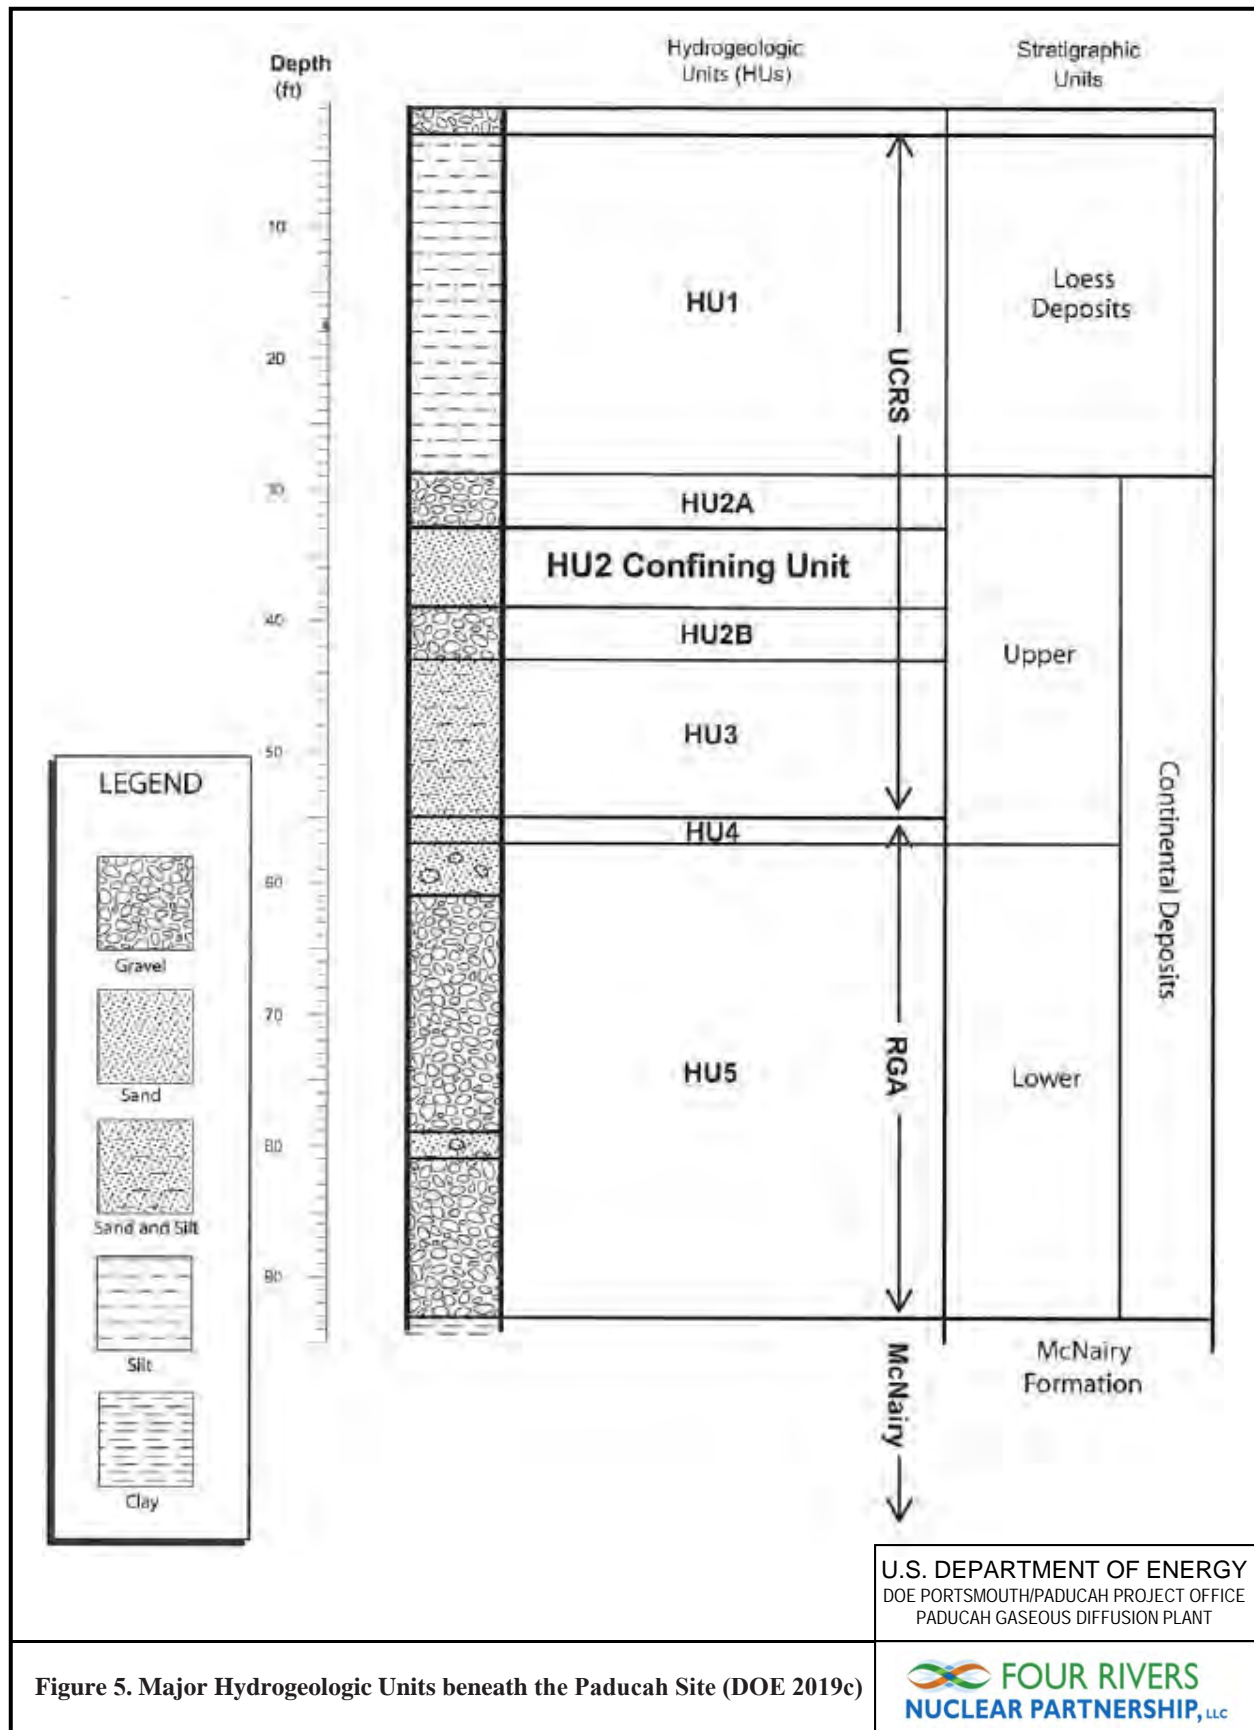 Depth
(ft)
Hydrogeologic
Units (HUs)
Stratigraphic
Units
10
20
30
40
50
60
70
80
90
HU1
HU2A
HU2 Confining Unit
HU2B
HU3
HU4
HU5
UCRS
RGA
McNairy
Loess
Deposits
Upper
Lower
Continental Deposits
McNairy
Formation
LEGEND
Gravel
Sand
Sand and Silt
Silt
Clay
U.S. DEPARTMENT OF ENERGY
DOE PORTSMOUTH/PADUCAH PROJECT OFFICE
PADUCAH GASEOUS DIFFUSION PLANT
Figure 5. Major Hydrogeologic Units beneath the Paducah Site (DOE 2019c)
FOUR RIVERS
NUCLEAR PARTNERSHIP, LLC